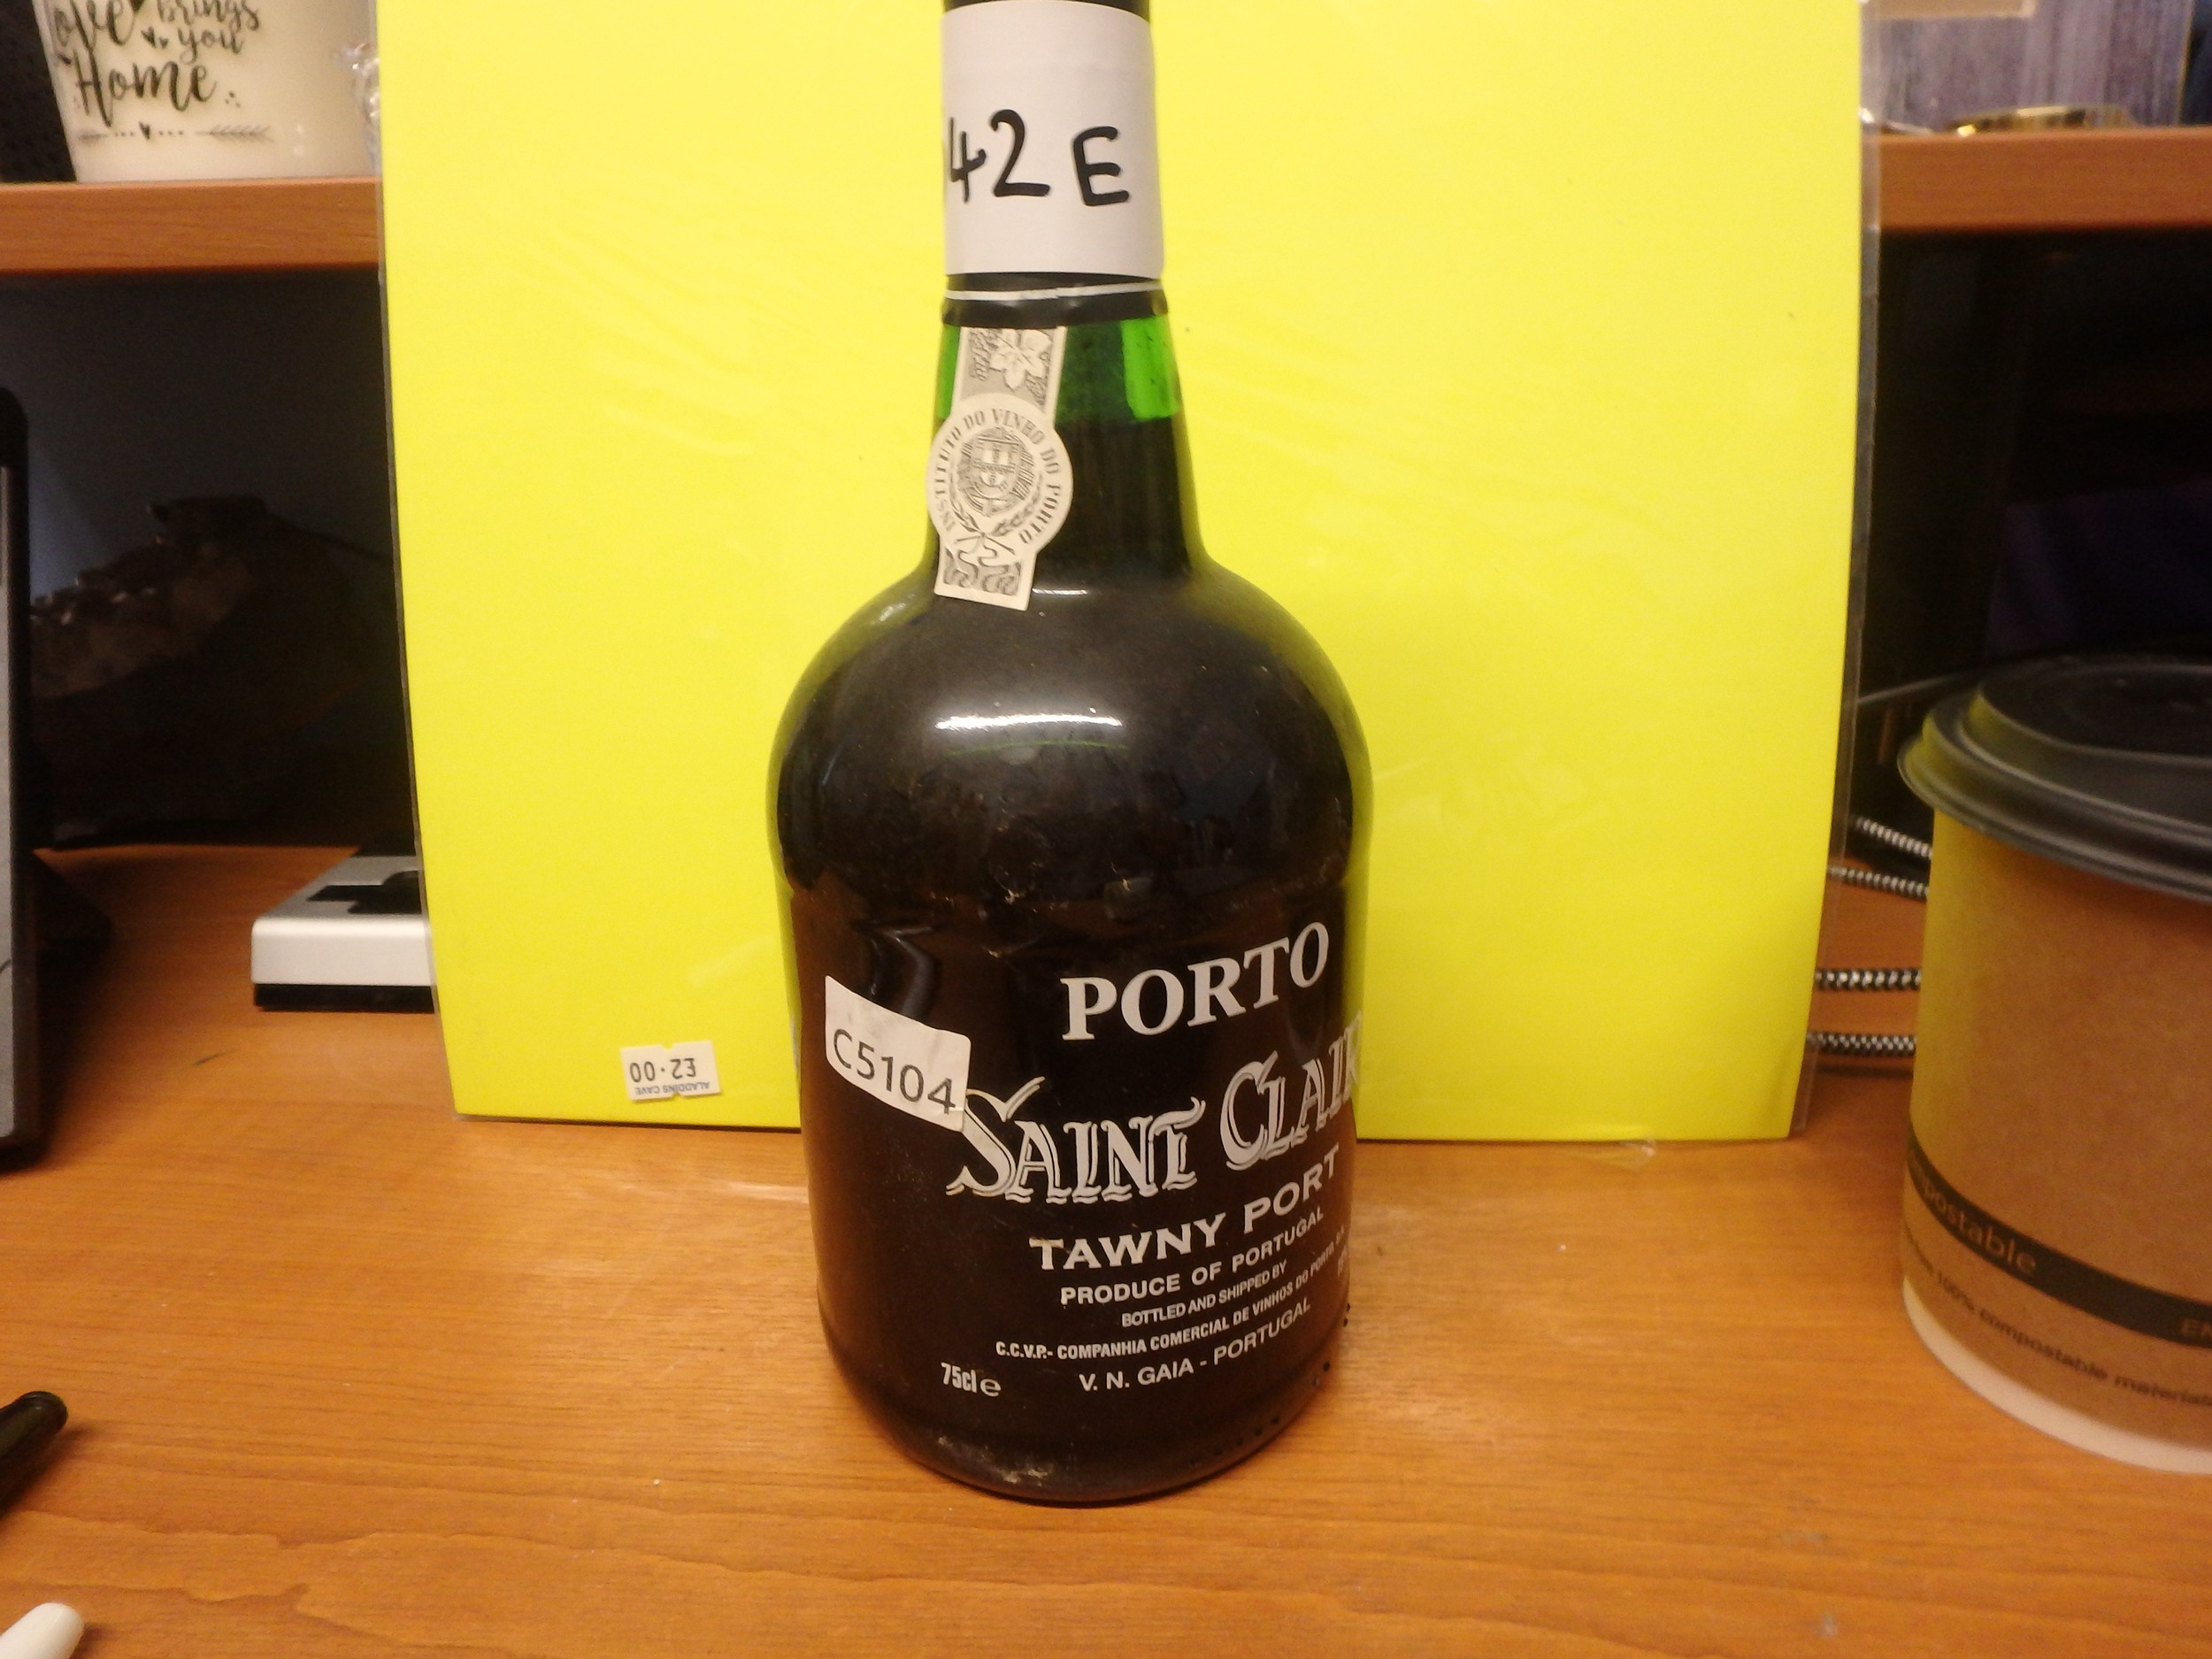 Love brings
you
Home
42 E
INSTITUTO DO VINHO DO PORTO
PORTO
C5104
SAINT CLAIR
TAWNY PORT
PRODUCE OF PORTUGAL
BOTTLED AND SHIPPED BY
C.C.V.P.- COMPANHIA COMERCIAL DE VINHOS DO PORTO, S.A.
V. N. GAIA - PORTUGAL
75cl e
ALADDINS CAVE
£2.00
postable
100% compostable material